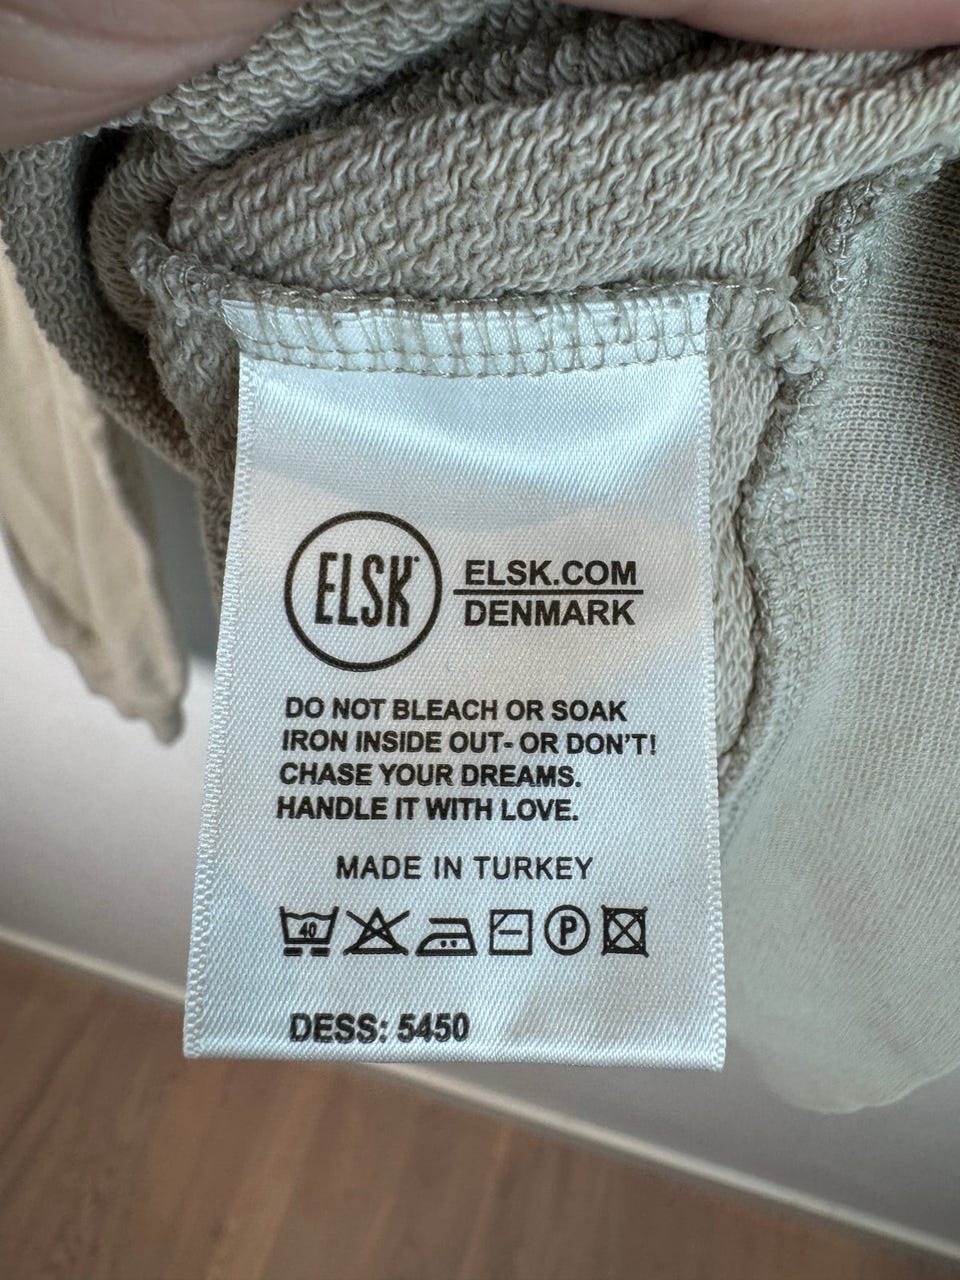 ELSK
ELSK.COM
DENMARK
DO NOT BLEACH OR SOAK
IRON INSIDE OUT- OR DON'T!
CHASE YOUR DREAMS.
HANDLE IT WITH LOVE.
MADE IN TURKEY
40 P
DESS: 5450